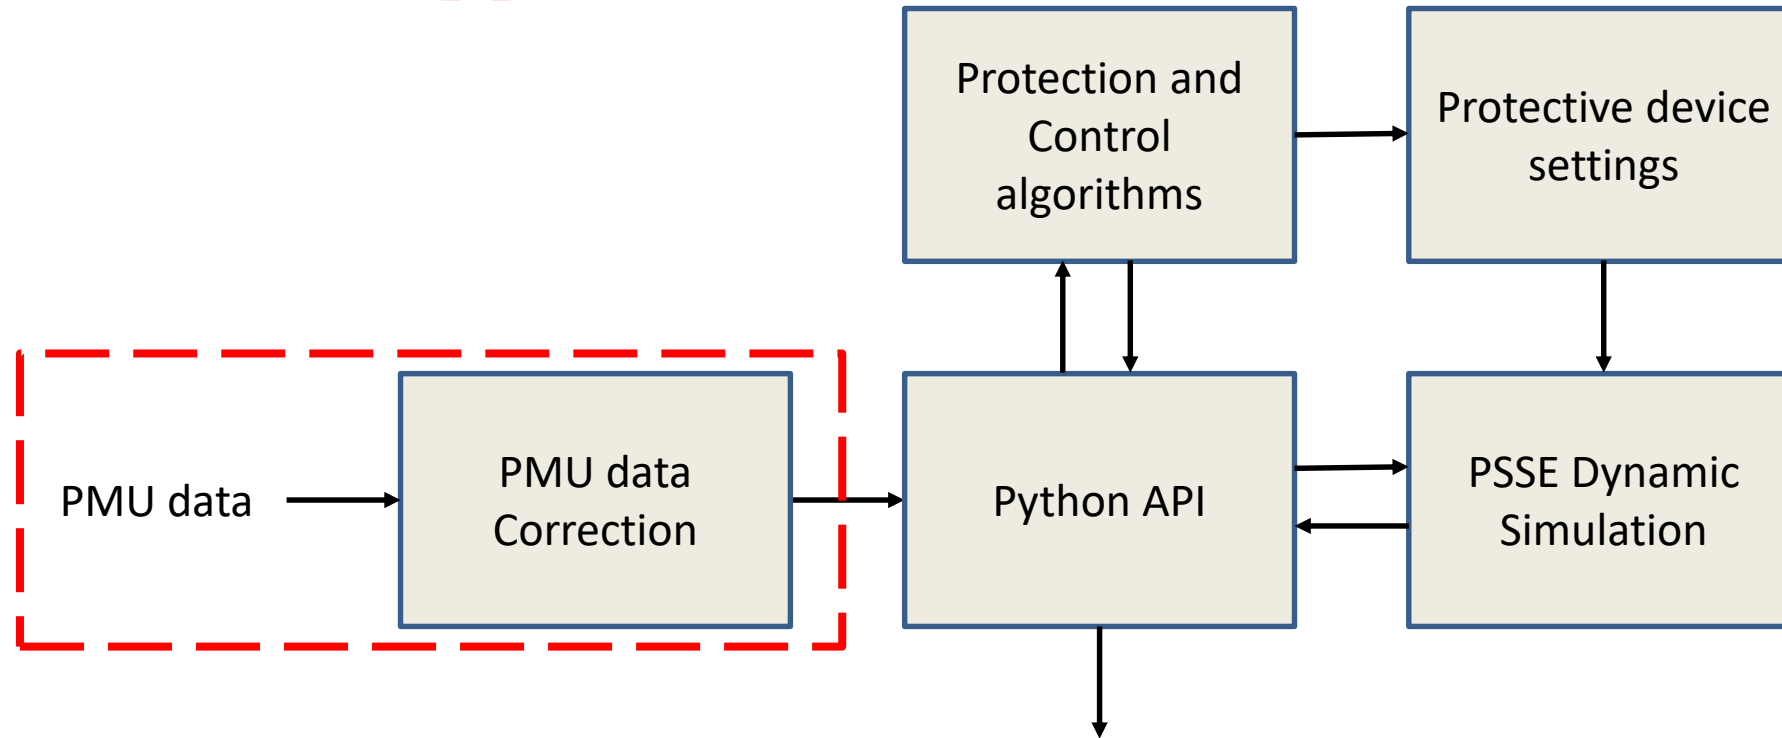 Protection and
Control
algorithms
Protective device
settings
PMU data
PMU data
Correction
Python API
PSSE Dynamic
Simulation